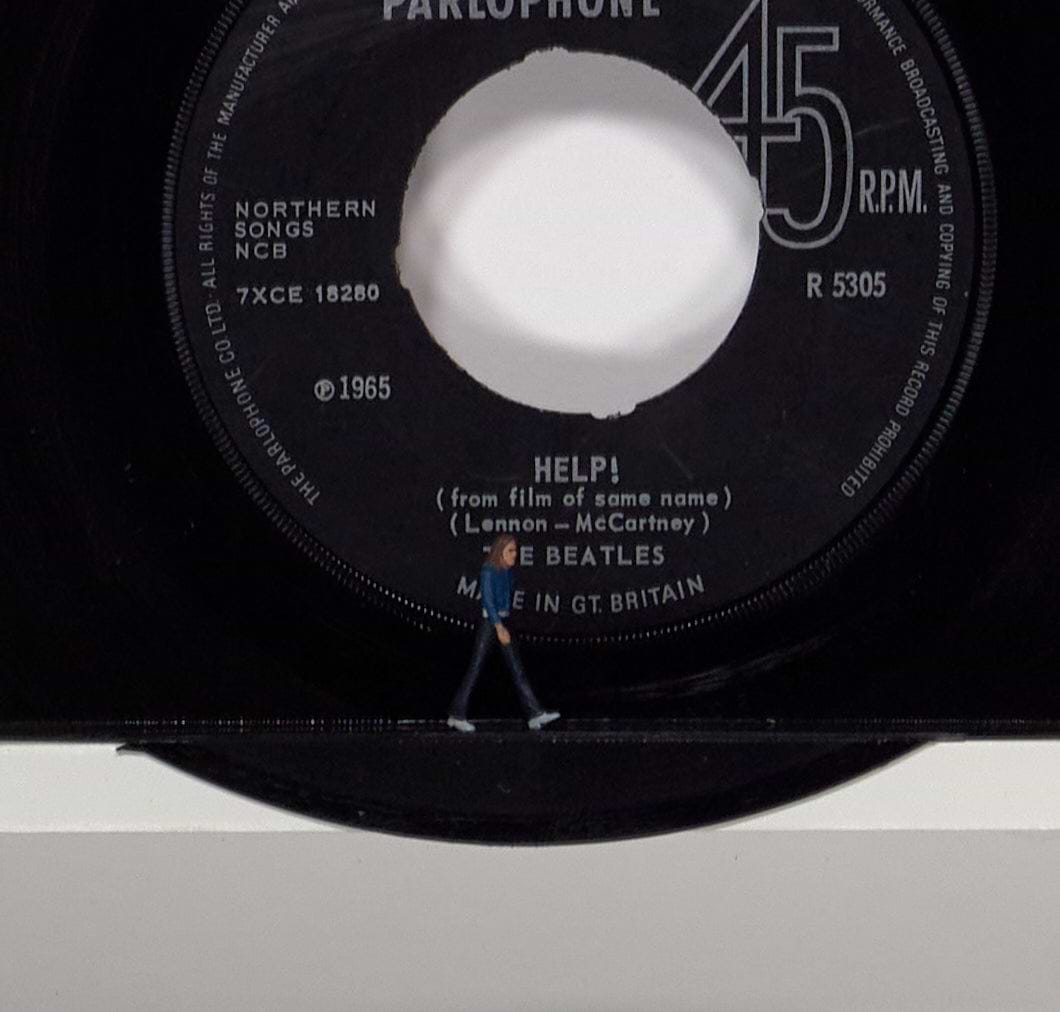 PARLOPHONE
45
R.P.M.
NORTHERN
SONGS
NCB
7XCE 18280
R 5305
℗1965
HELP!
(from film of same name)
(Lennon – McCartney)
BEATLES
IN GT. BRITAIN
THE PARLOPHONE CO LTD· ALL RIGHTS OF THE MANUFACTURER
BROADCASTING AND COPYING OF THIS RECORD PROHIBITED